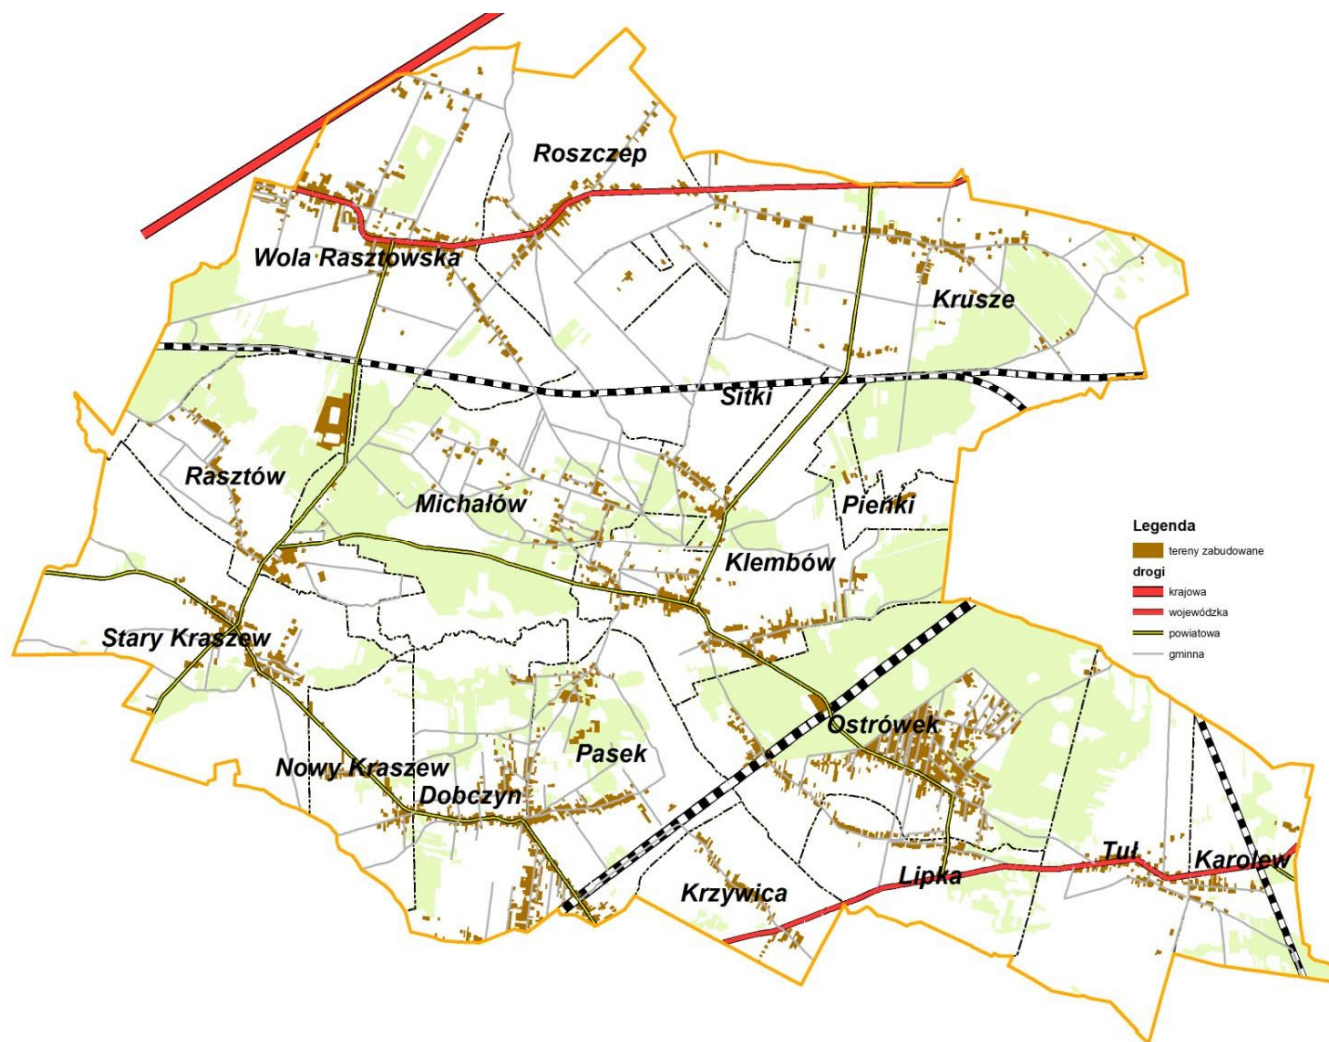 Roszczep
Wola Rasztowska
Krusze
Sitki
Rasztów
Michałów
Pieńki
Klembów
Stary Kraszew
Ostrówek
Pasek
Nowy Kraszew
Dobczyn
Tuł
Karolew
Lipka
Krzywica
Legenda
tereny zabudowane
drogi
krajowa
wojewódzka
powiatowa
gminna